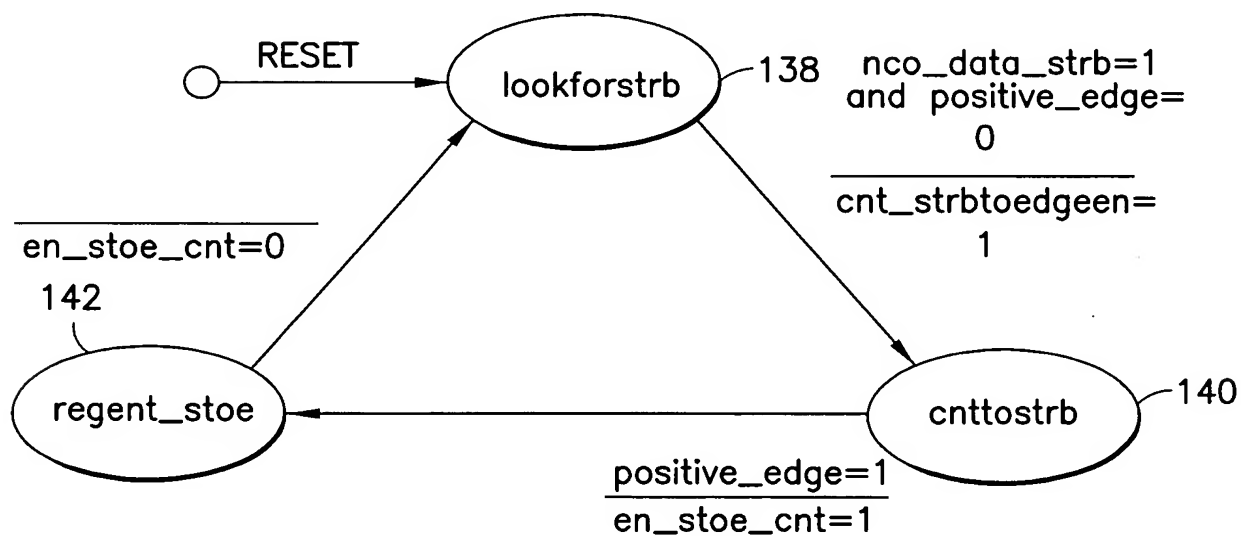 RESET
lookforstrb
138
nco_data_strb=1
and positive_edge=
0
cnt_strbtoedgeen=
1
en_stoe_cnt=0
142
regent_stoe
cnttostrb
140
positive_edge=1
en_stoe_cnt=1